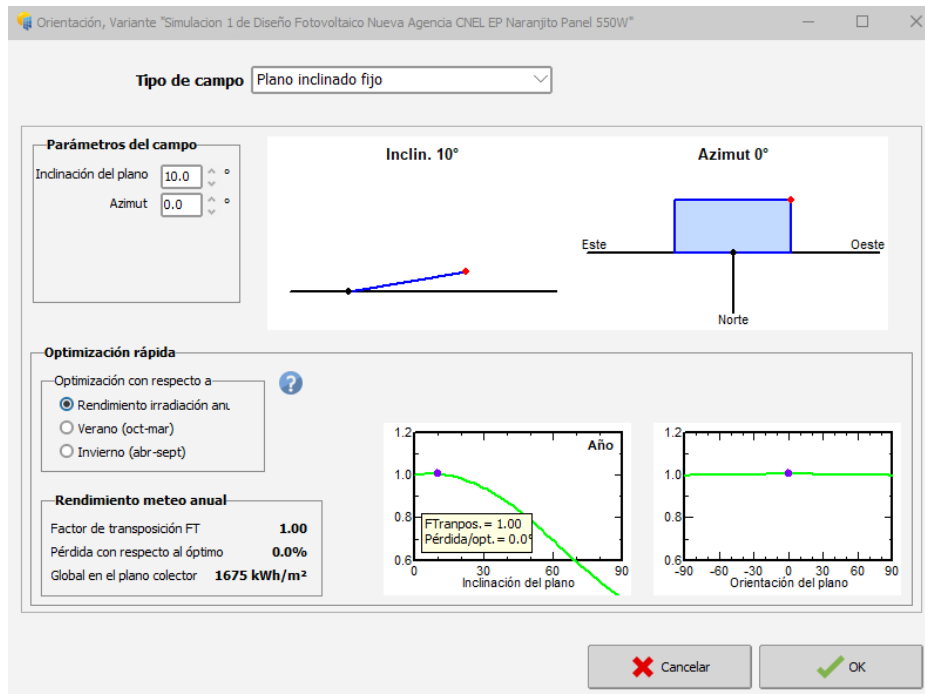 Orientación, Variante "Simulacion 1 de Diseño Fotovoltaico Nueva Agencia CNEL EP Naranjito Panel 550W"
Tipo de campo Plano inclinado fijo
Parámetros del campo
Inclinación del plano 10.0 °
Azimut 0.0 °
Inclin. 10°
Azimut 0°
Este
Oeste
Norte
Optimización rápida
Optimización con respecto a
Rendimiento irradiación anu
Verano (oct-mar)
Invierno (abr-sept)
?
Rendimiento meteo anual
Factor de transposición FT 1.00
Pérdida con respecto al óptimo 0.0%
Global en el plano colector 1675 kWh/m²
Año
1.2
1.0
0.8
0.6
FTranpos.= 1.00
Pérdida/opt.= 0.0
0 30 60 90
Inclinación del plano
1.2
1.0
0.8
0.6
-90 -60 -30 0 30 60 90
Orientación del plano
Cancelar
OK